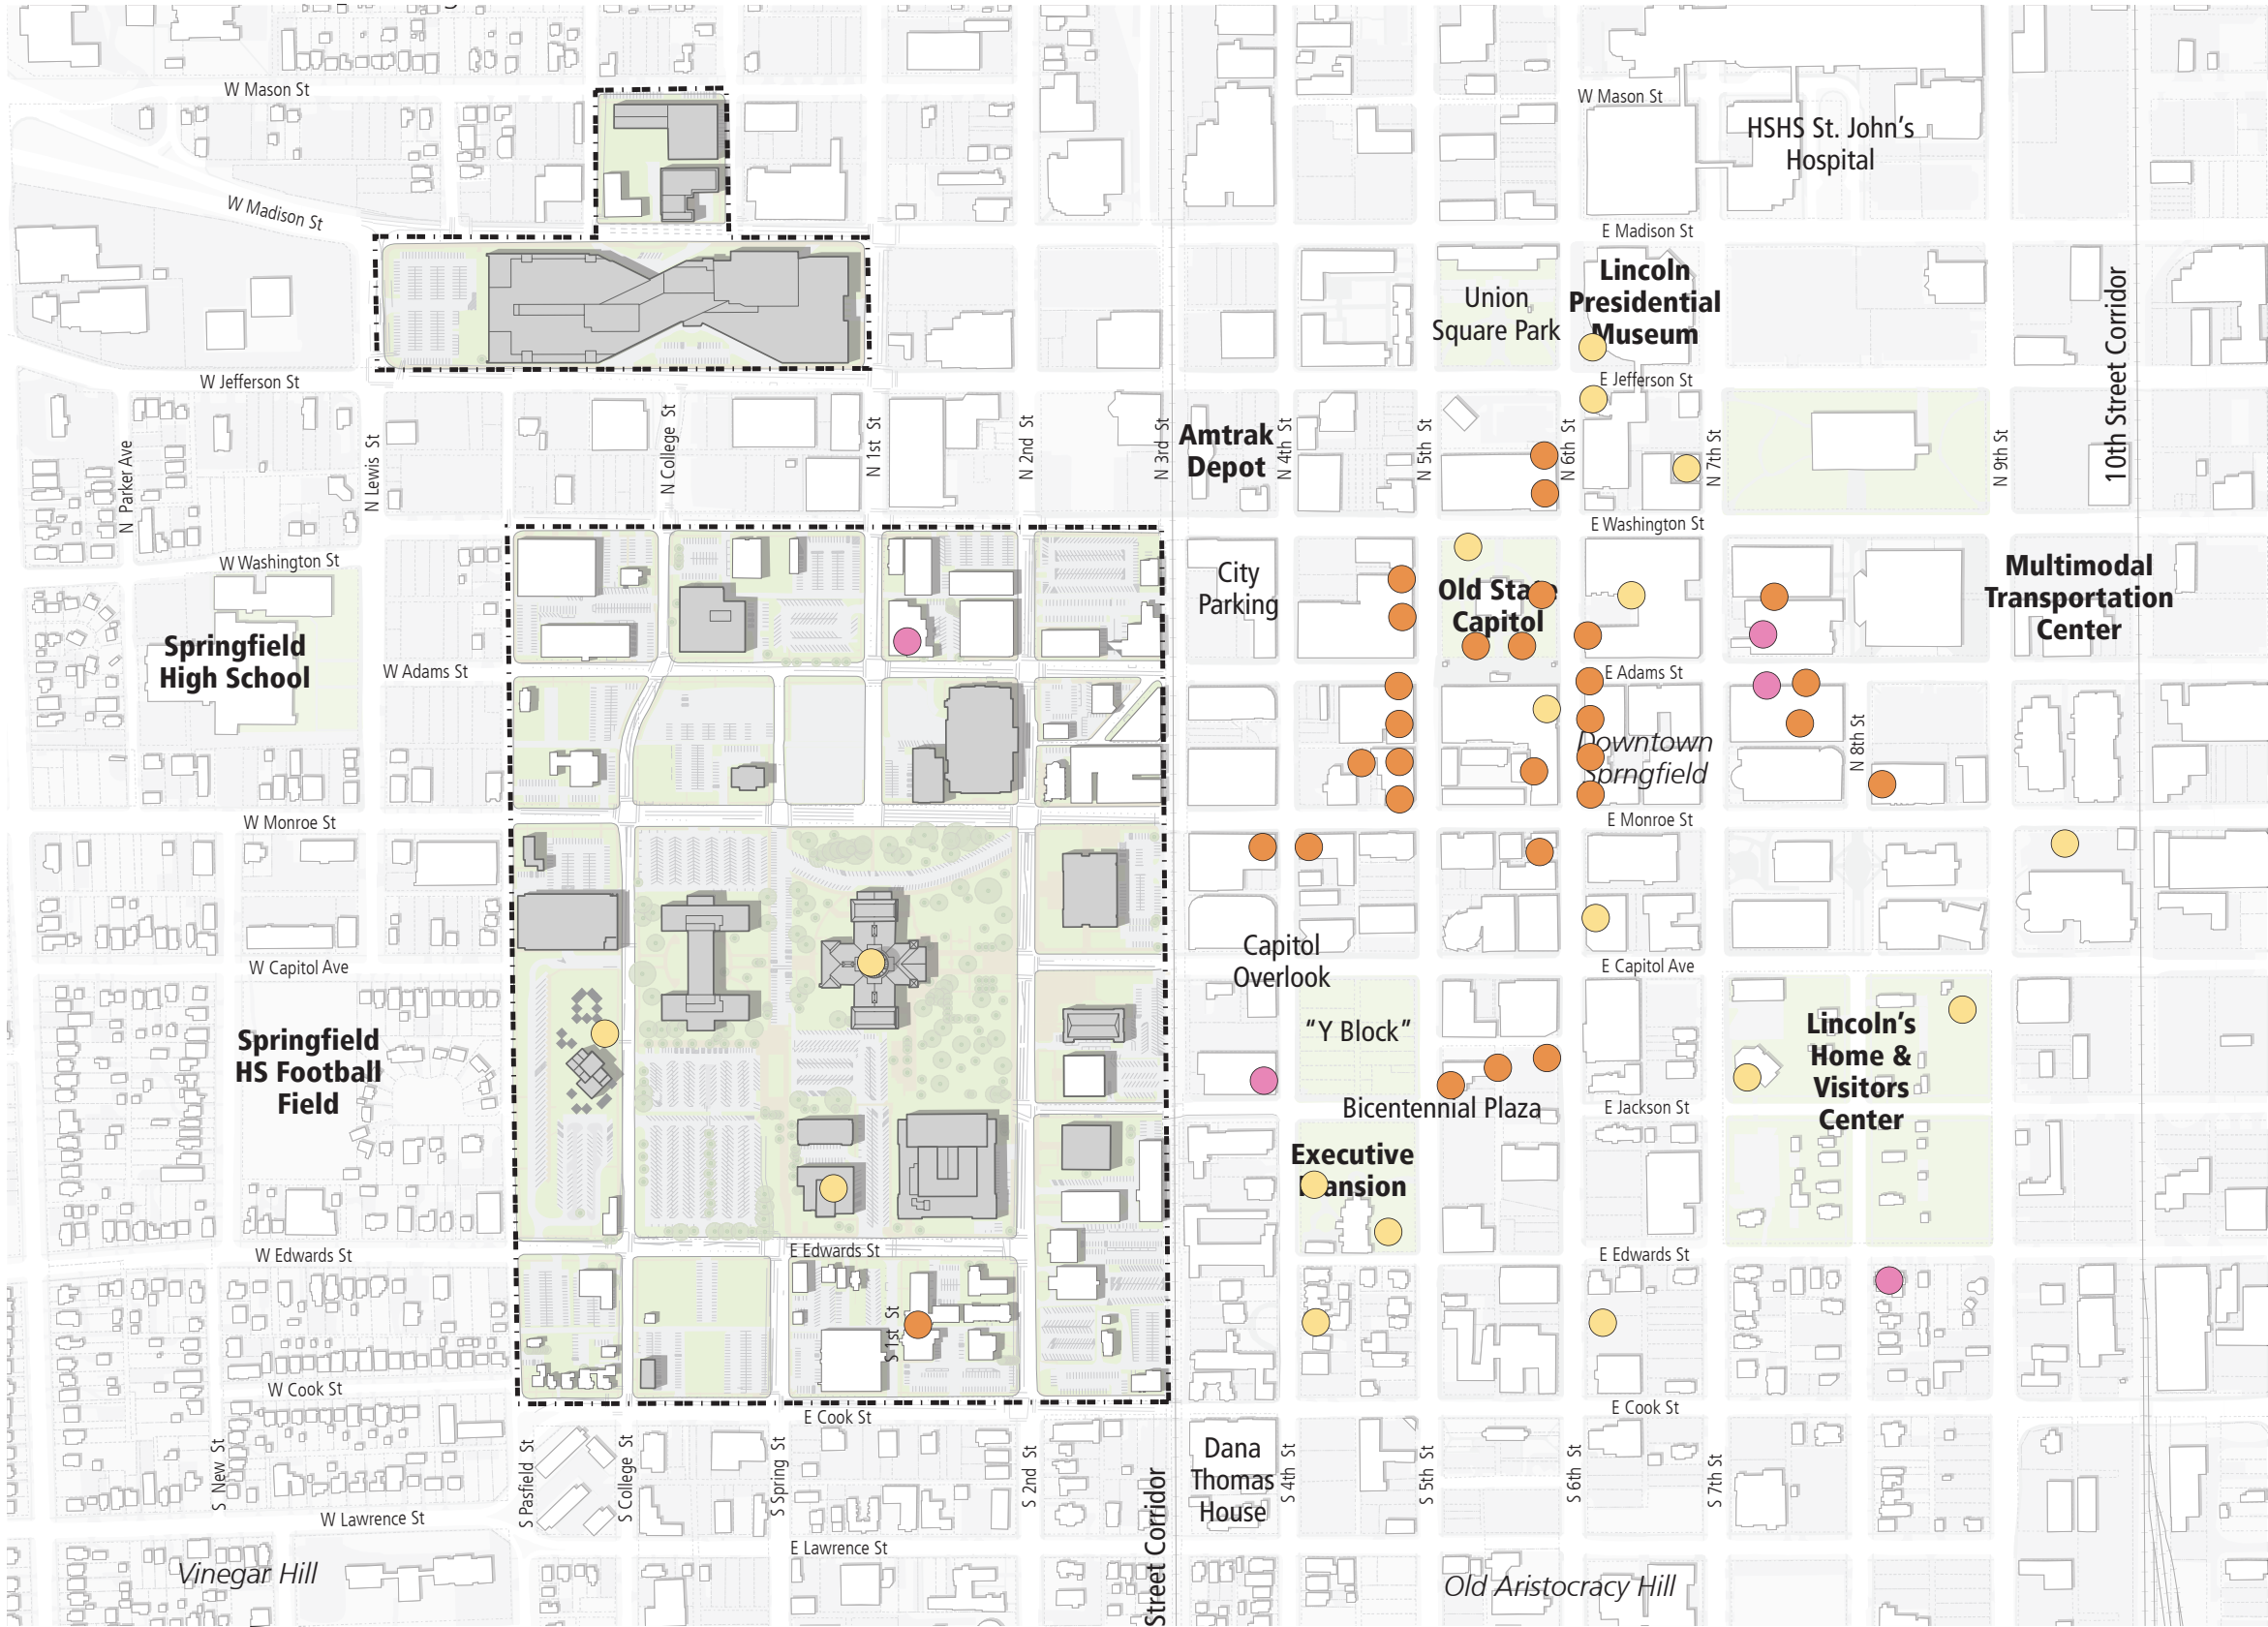 W Mason St
W Mason St
HSHS St. John's
Hospital
W Madison St
E Madison St
Lincoln
Presidential
Museum
Union
Square Park
10th Street Corridor
W Jefferson St
E Jefferson St
N Parker Ave
N Lewis St
N College St
N 1st St
N 2nd St
N 3rd St
Amtrak
Depot
N 4th St
N 5th St
N 6th St
N 7th St
N 9th St
W Washington St
E Washington St
City
Parking
Old State
Capitol
Multimodal
Transportation
Center
Springfield
High School
W Adams St
E Adams St
N 8th St
Downtown
Sprngfield
W Monroe St
E Monroe St
W Capitol Ave
Capitol
Overlook
E Capitol Ave
Springfield
HS Football
Field
"Y Block"
Lincoln's
Home &
Visitors
Center
Bicentennial Plaza
E Jackson St
Executive
Mansion
W Edwards St
E Edwards St
E Edwards St
S 1st St
W Cook St
E Cook St
E Cook St
S New St
S Pasfield St
S College St
S Spring St
S 2nd St
Street Corridor
Dana
Thomas
House
S 4th St
S 5th St
S 6th St
S 7th St
W Lawrence St
E Lawrence St
Vinegar Hill
Old Aristocracy Hill